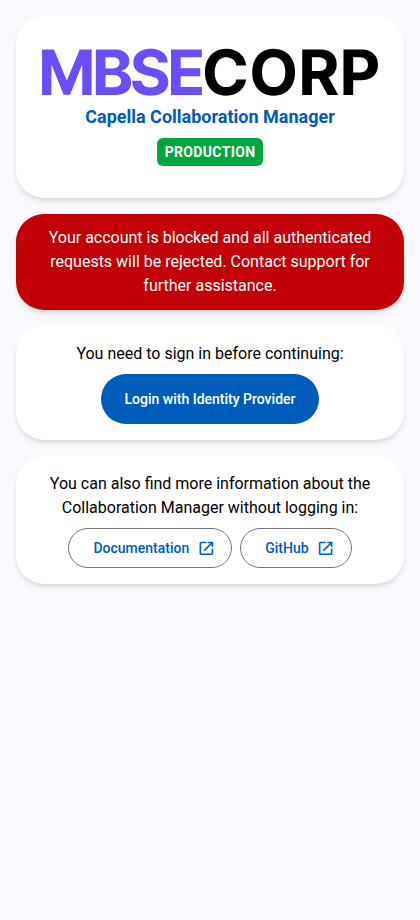 MBSECORP
Capella Collaboration Manager
PRODUCTION
Your account is blocked and all authenticated
requests will be rejected. Contact support for
further assistance.
You need to sign in before continuing:
Login with Identity Provider
You can also find more information about the
Collaboration Manager without logging in:
Documentation
GitHub